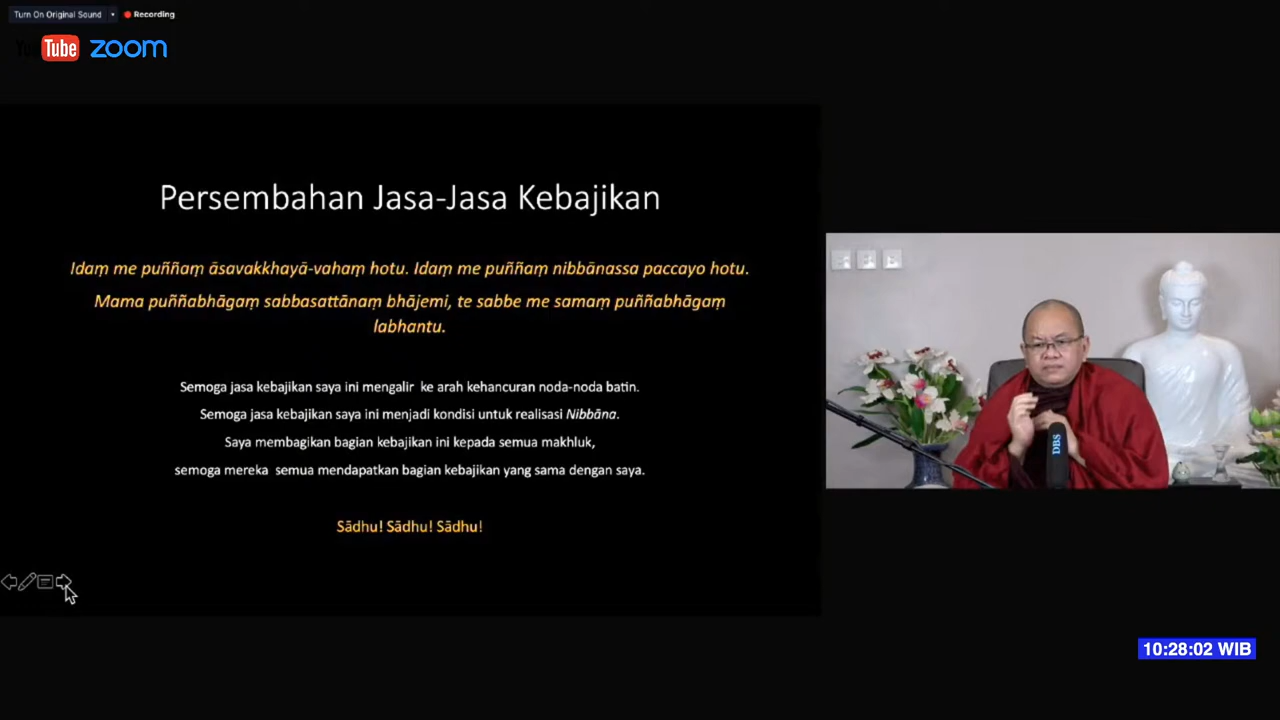 Turn On Original Sound
Recording
YouTube zoom
Persembahan Jasa-Jasa Kebajikan
Idaṃ me puññaṃ āsavakkhayā-vahaṃ hotu. Idaṃ me puññaṃ nibbānassa paccayo hotu.
Mama puññabhāgaṃ sabbasattānaṃ bhājemi, te sabbe me samaṃ puññabhāgaṃ
labhantu.
Semoga jasa kebajikan saya ini mengalir ke arah kehancuran noda-noda batin.
Semoga jasa kebajikan saya ini menjadi kondisi untuk realisasi Nibbāna.
Saya membagikan bagian kebajikan ini kepada semua makhluk,
semoga mereka semua mendapatkan bagian kebajikan yang sama dengan saya.
Sādhu! Sādhu! Sādhu!
DBS
10:28:02 WIB